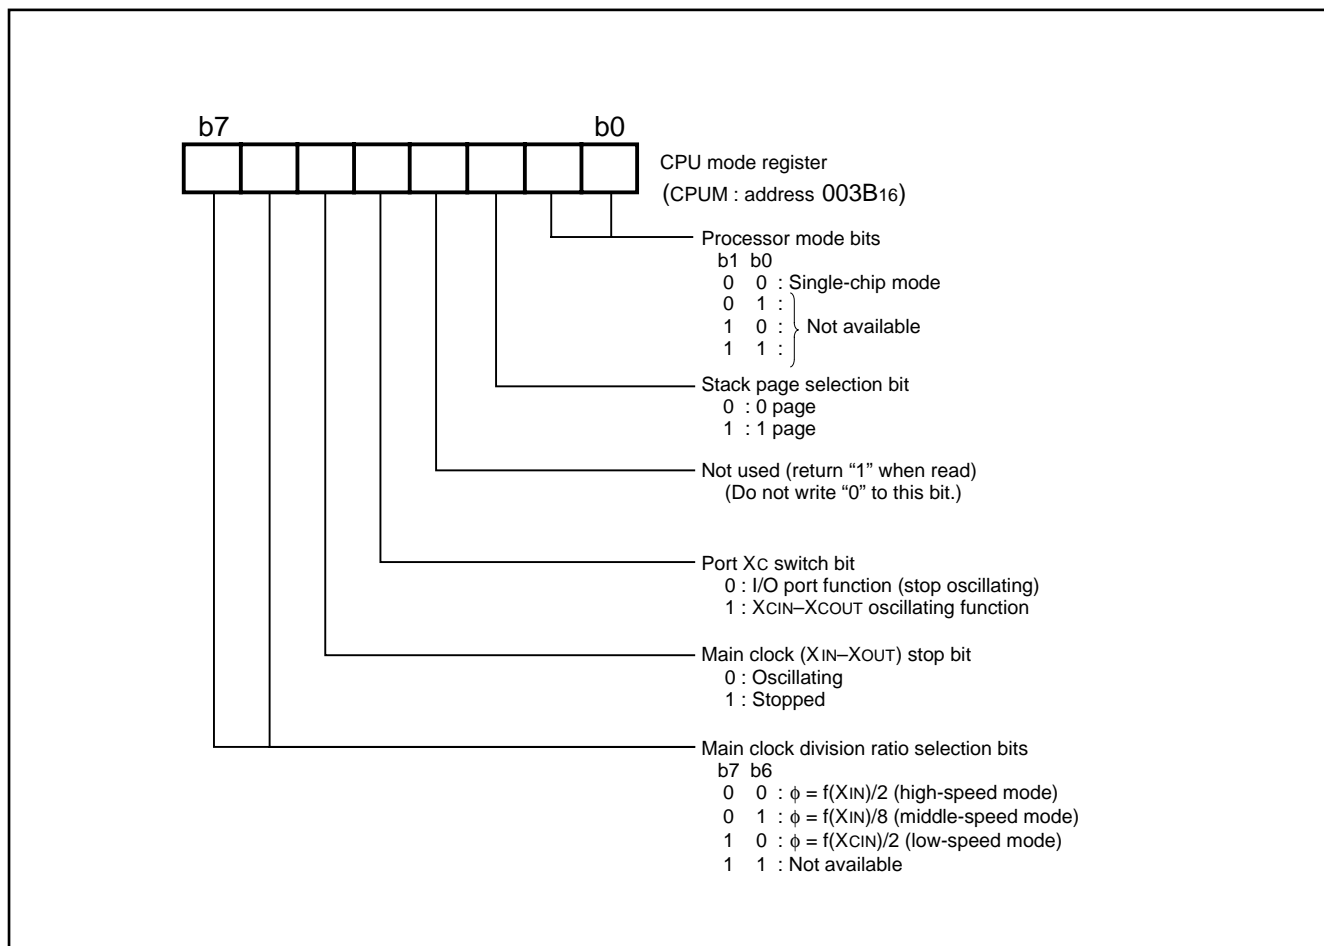 b7 b0
CPU mode register
(CPUM : address 003B16)
Processor mode bits
b1 b0
0 0 : Single-chip mode
0 1 :
1 0 : Not available
1 1 :
Stack page selection bit
0 : 0 page
1 : 1 page
Not used (return “1” when read)
(Do not write “0” to this bit.)
Port XC switch bit
0 : I/O port function (stop oscillating)
1 : XCIN–XCOUT oscillating function
Main clock (XIN–XOUT) stop bit
0 : Oscillating
1 : Stopped
Main clock division ratio selection bits
b7 b6
0 0 : φ = f(XIN)/2 (high-speed mode)
0 1 : φ = f(XIN)/8 (middle-speed mode)
1 0 : φ = f(XCIN)/2 (low-speed mode)
1 1 : Not available